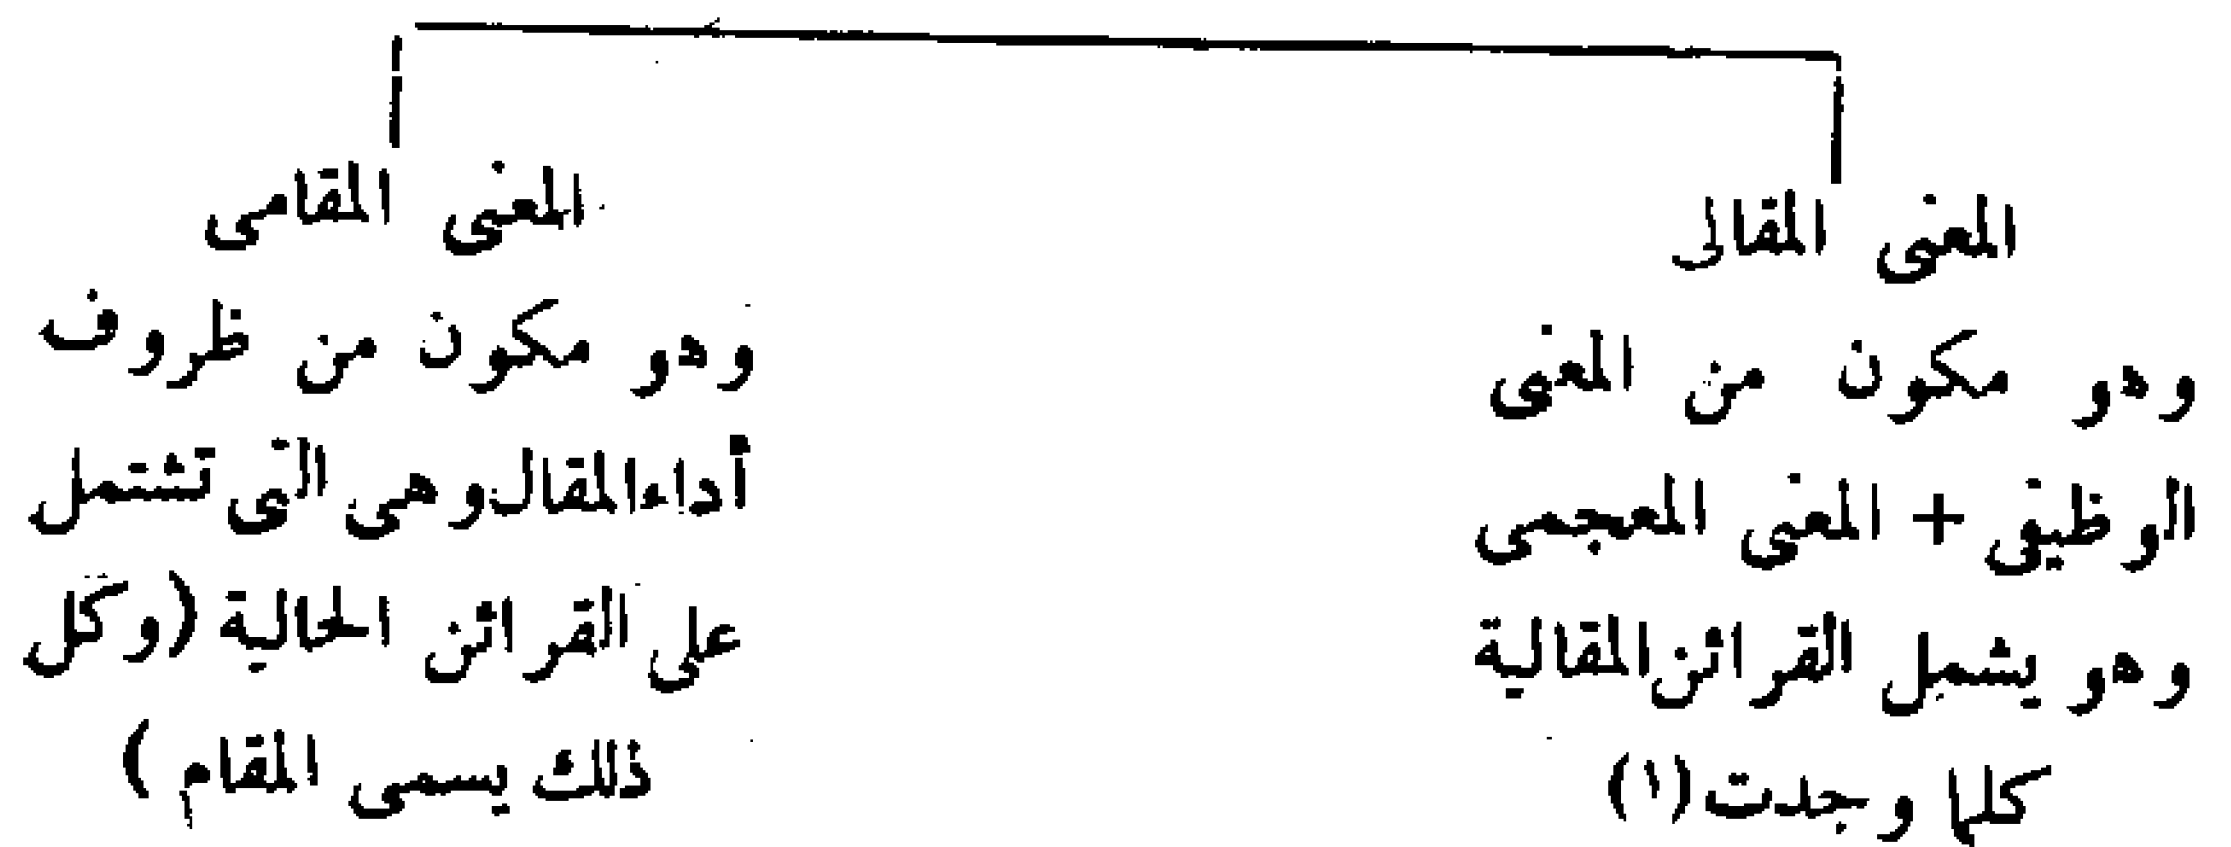 المعنى المقالى
وهو مكون من المعنى
الوظيفى + المعنى المعجمى
وهو يشمل القرائن المقالية
كلما وجدت (١)
المعنى المقامى
وهو مكون من ظروف
أداء المقال وهى التى تشتمل
على القرائن الحالية (وكل
ذلك يسمى المقام)